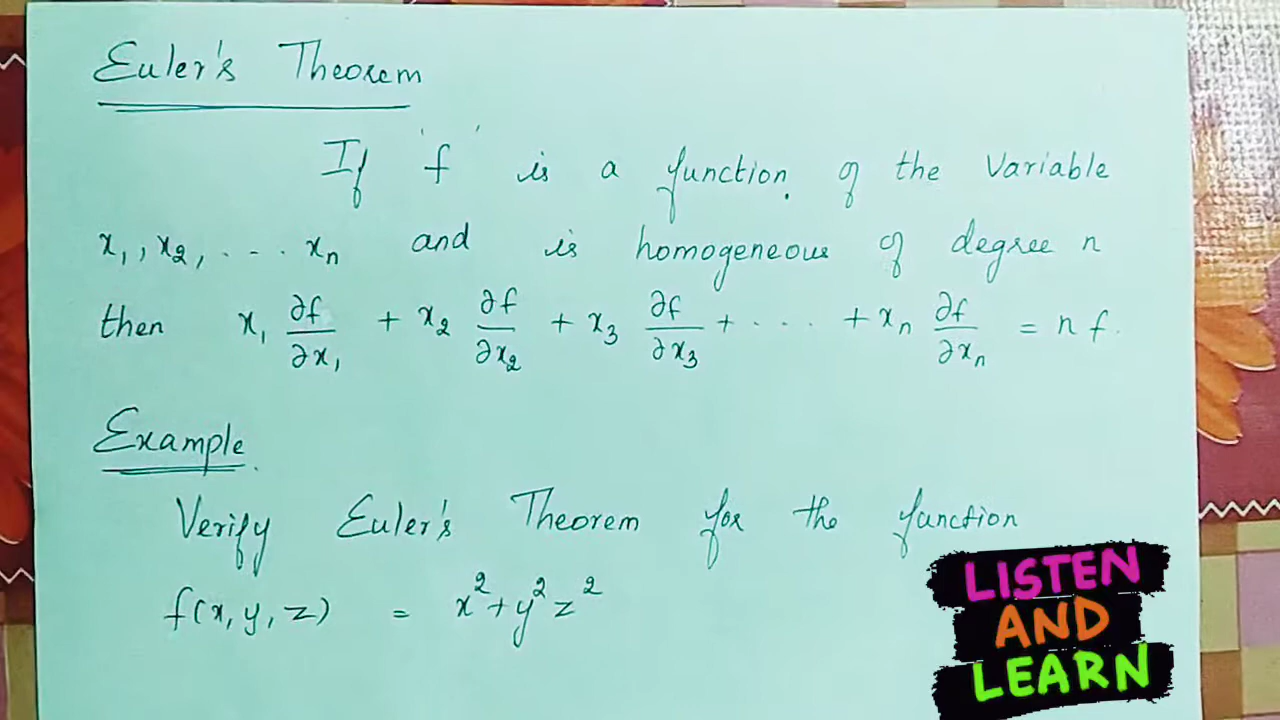 Euler's Theorem
If 'f' is a function of the variable
x₁, x₂, . -- xₙ and is homogeneous of degree n
then x₁ ∂f/∂x₁ + x₂ ∂f/∂x₂ + x₃ ∂f/∂x₃ + .... + xₙ ∂f/∂xₙ = n f.
Example.
Verify Euler's Theorem for the function
f(x, y, z) = x² + y² z²
LISTEN
AND
LEARN